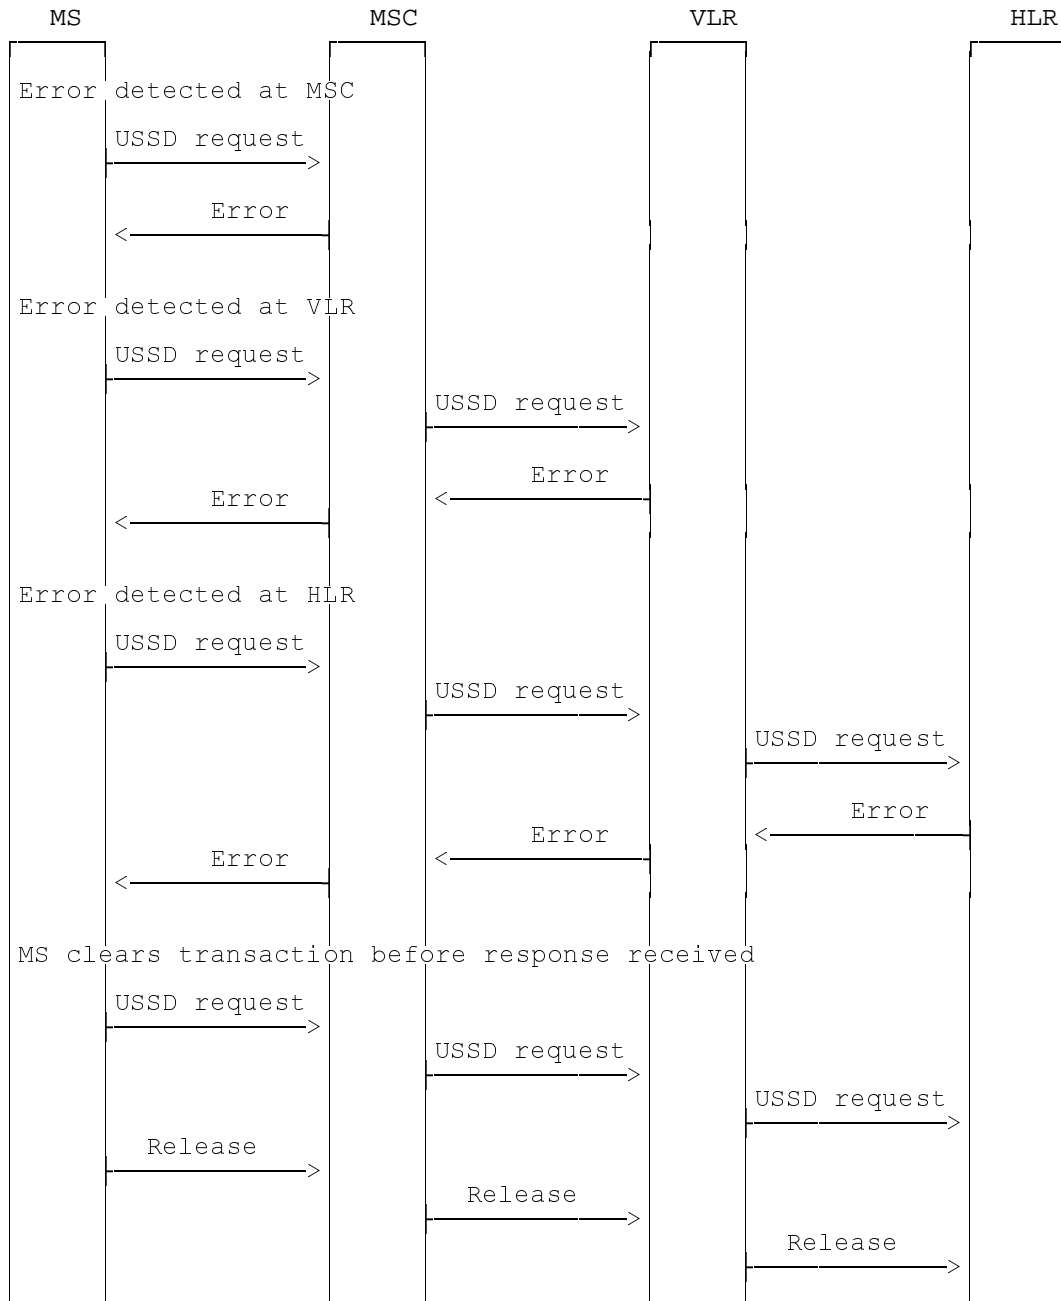 MS MSC VLR HLR
Error detected at MSC
USSD request
Error
Error detected at VLR
USSD request
USSD request
Error
Error
Error detected at HLR
USSD request
USSD request
USSD request
Error
Error
Error
MS clears transaction before response received
USSD request
USSD request
USSD request
Release
Release
Release